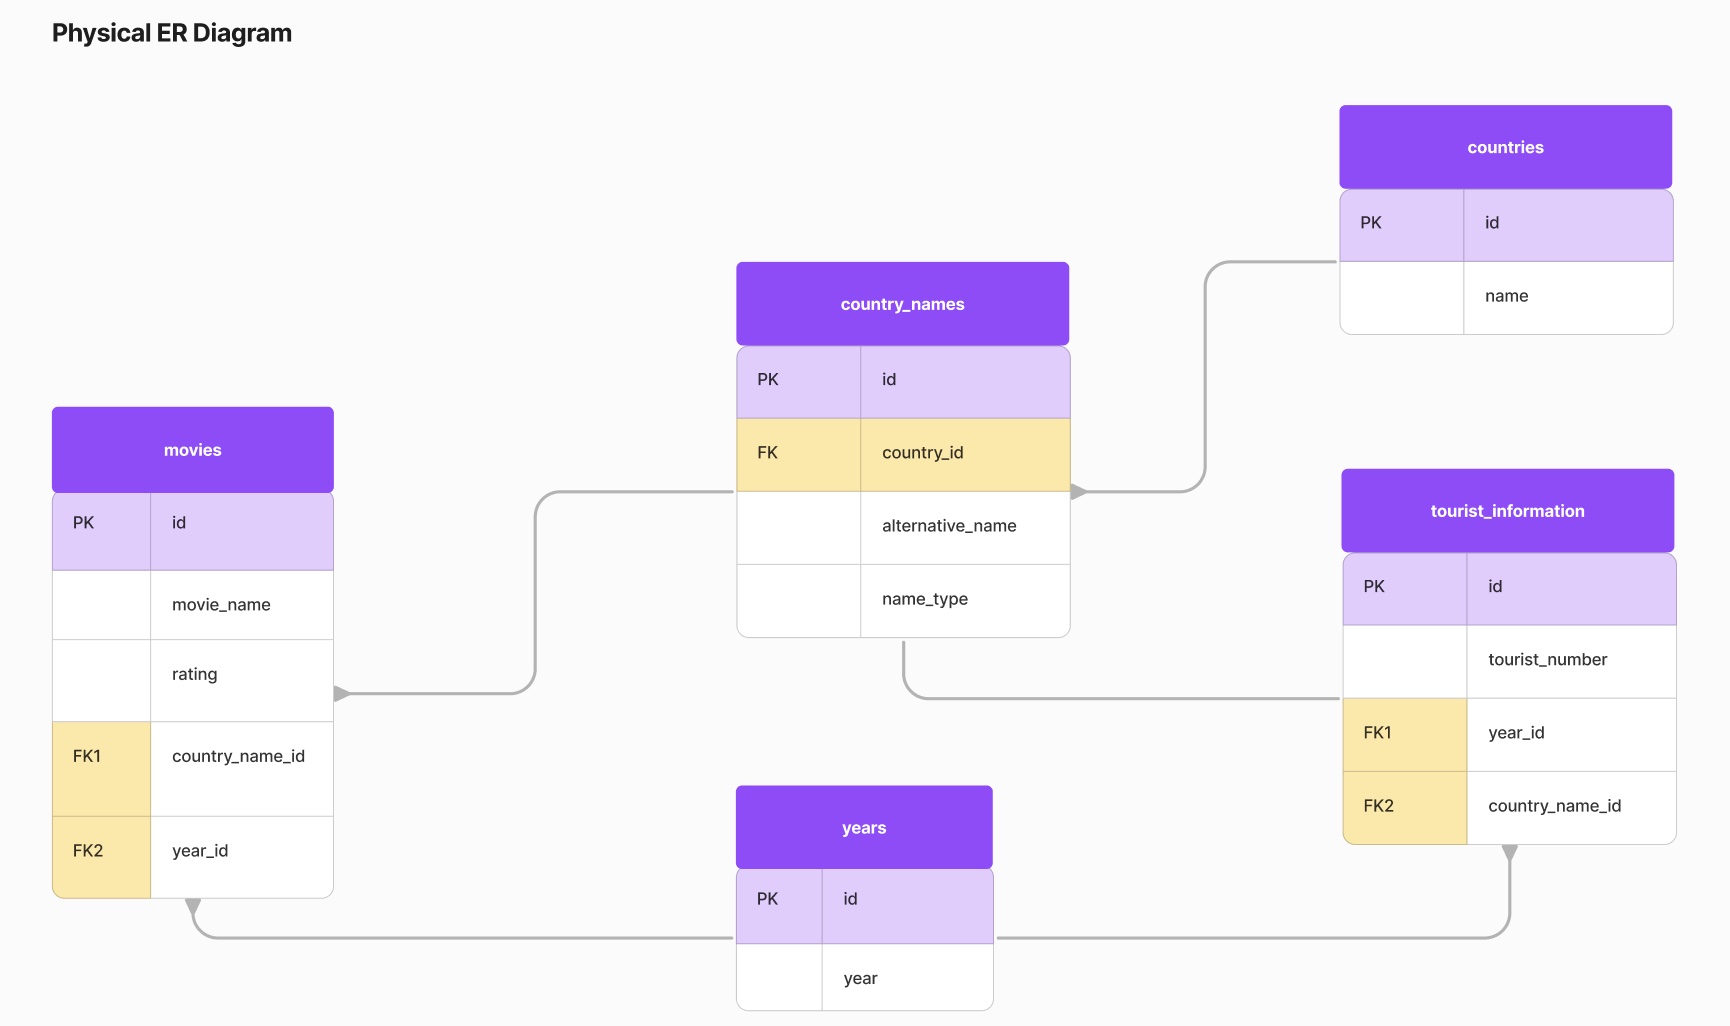 Physical ER Diagram
countries
PK id
name
country_names
PK id
FK country_id
alternative_name
name_type
movies
PK id
movie_name
rating
FK1 country_name_id
FK2 year_id
tourist_information
PK id
tourist_number
FK1 year_id
FK2 country_name_id
years
PK id
year